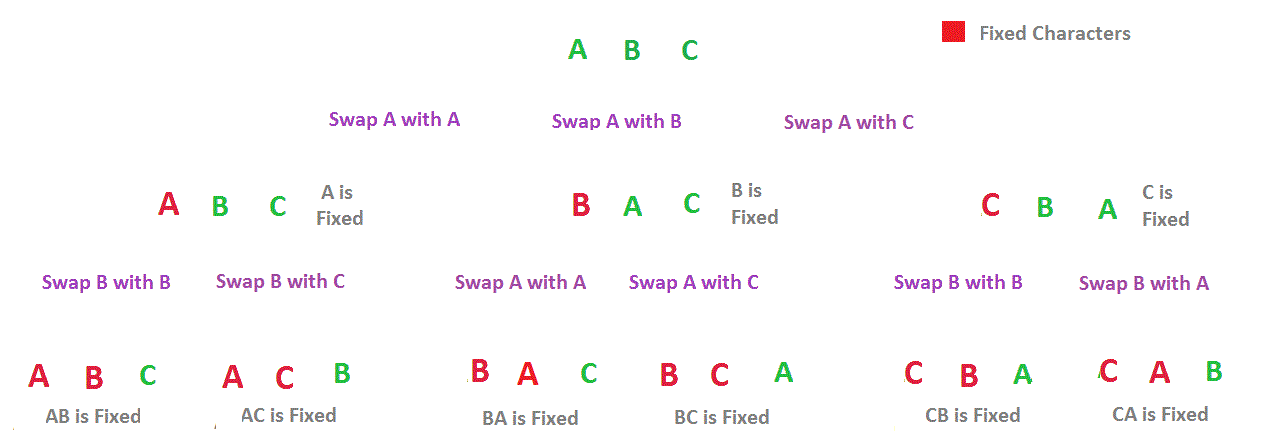 A B C
Fixed Characters
Swap A with A
Swap A with B
Swap A with C
A B C
A is
Fixed
B A C
B is
Fixed
C B A
C is
Fixed
Swap B with B
Swap B with C
Swap A with A
Swap A with C
Swap B with B
Swap B with A
A B C
A C B
B A C
B C A
C B A
C A B
AB is Fixed
AC is Fixed
BA is Fixed
BC is Fixed
CB is Fixed
CA is Fixed